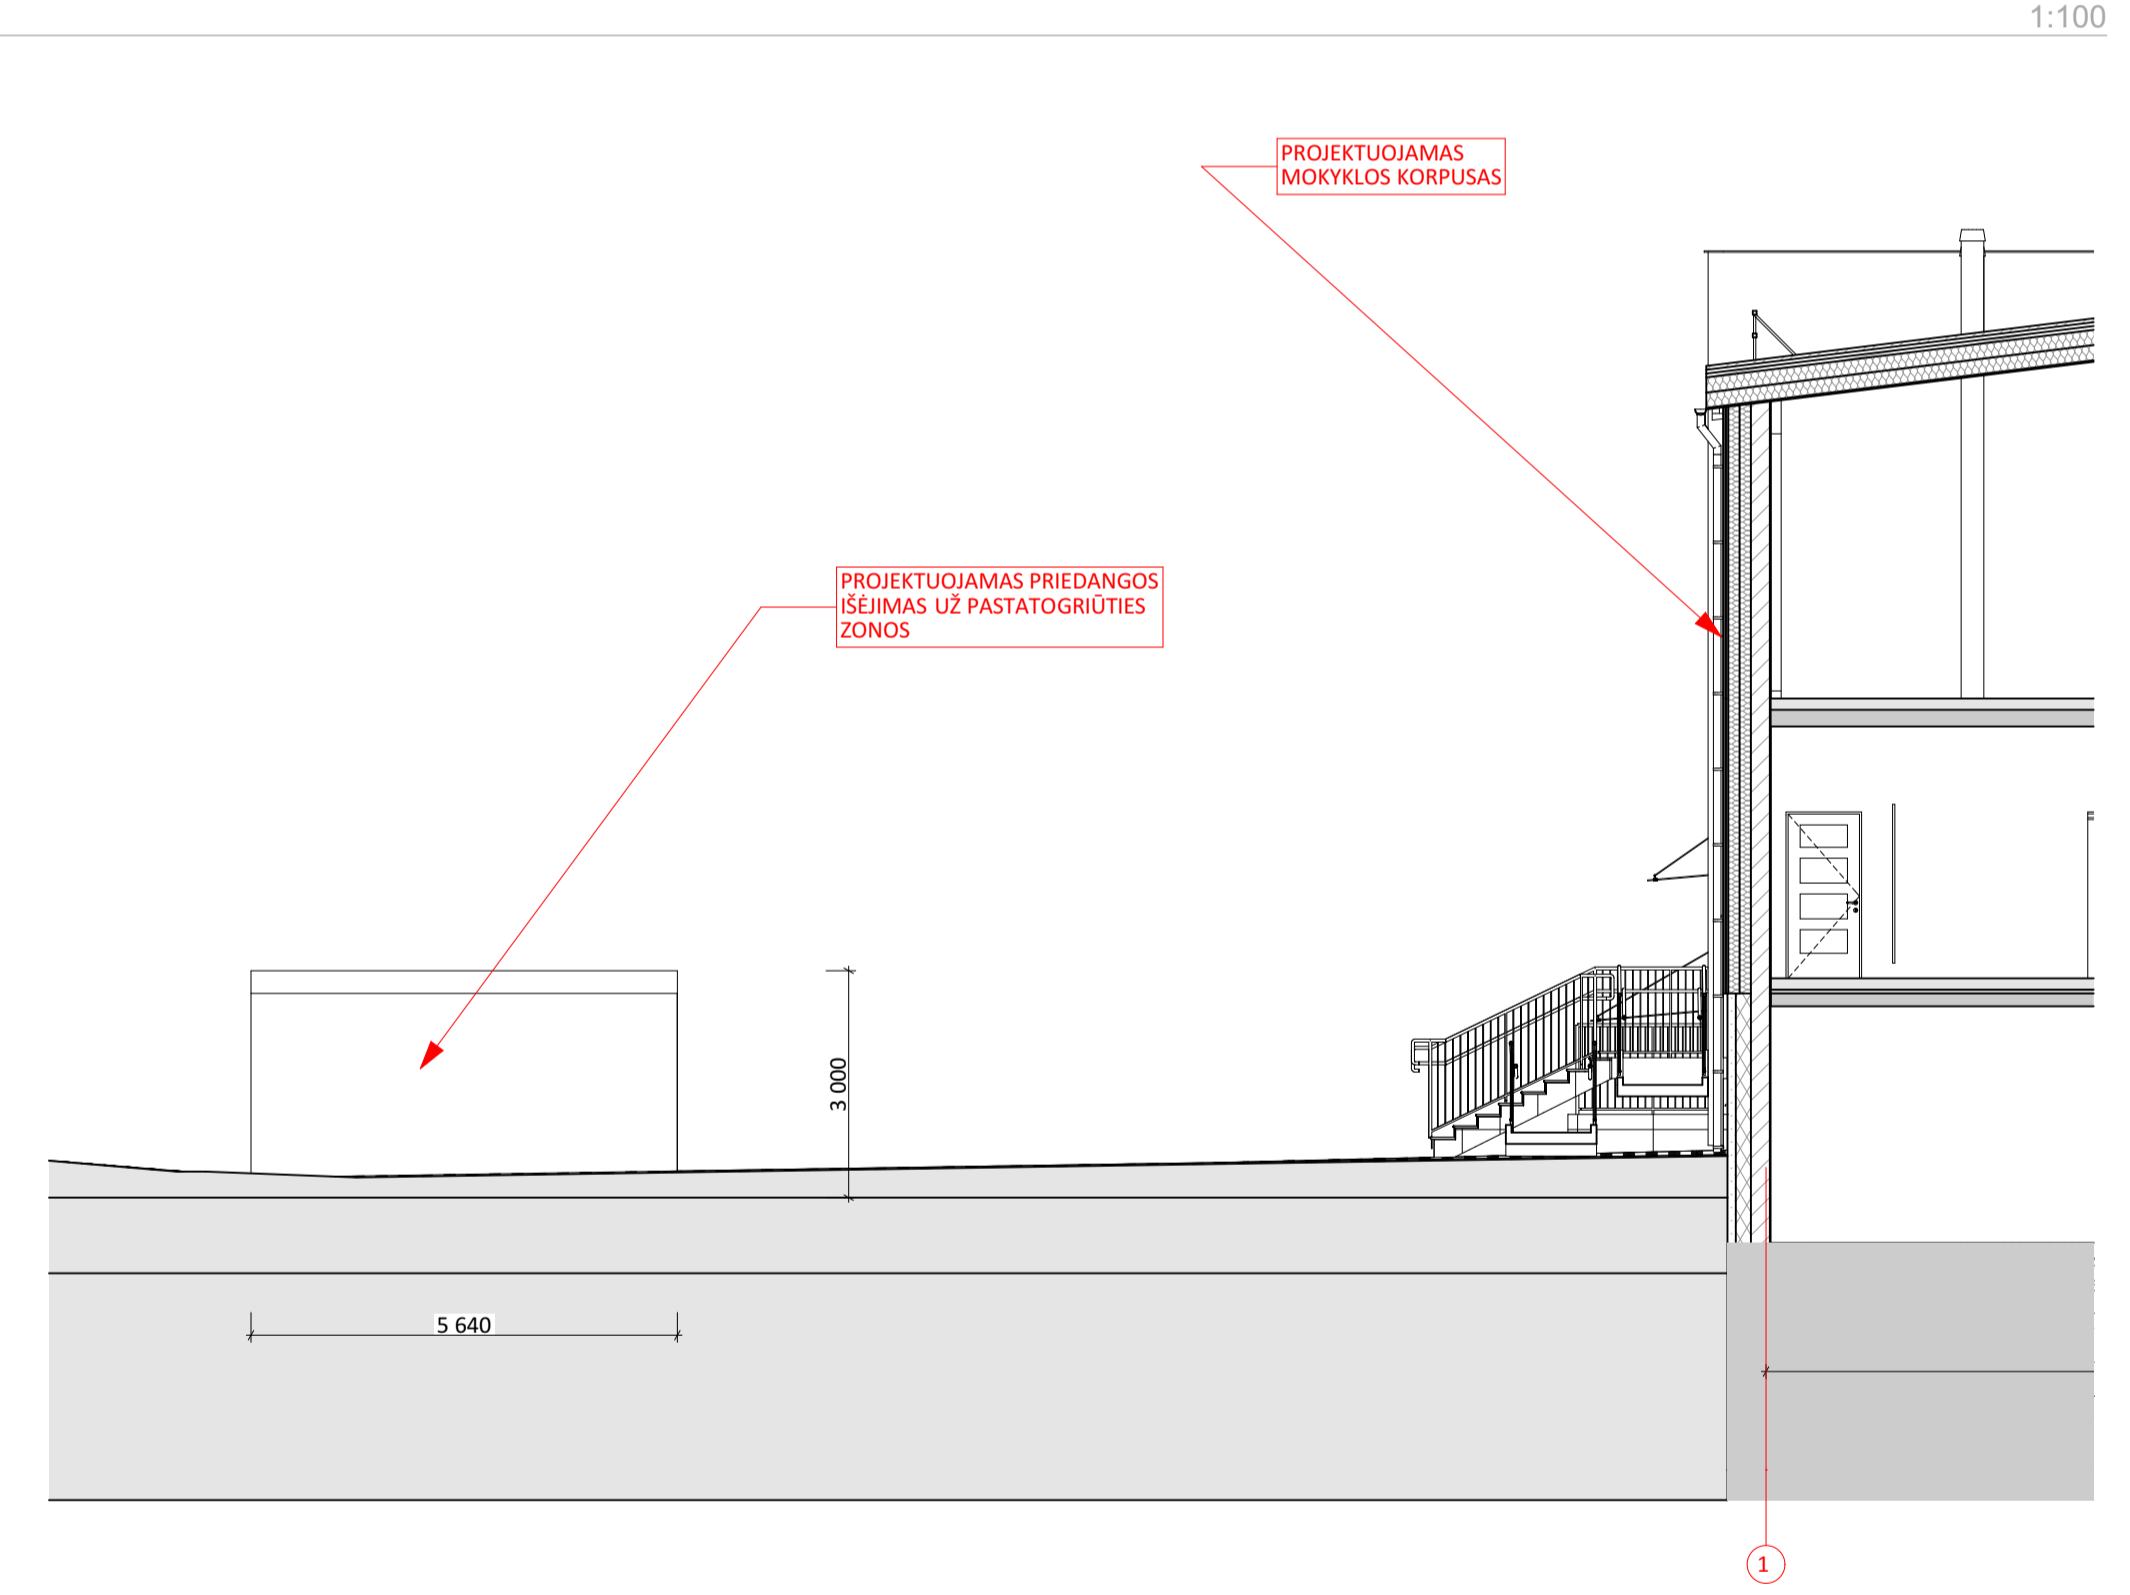 1:100
PROJEKTUOJAMAS
MOKYKLOS KORPUSAS
PROJEKTUOJAMAS PRIEDANGOS
IŠĖJIMAS UŽ PASTATOGRIŪTIES
ZONOS
3 000
5 640
1